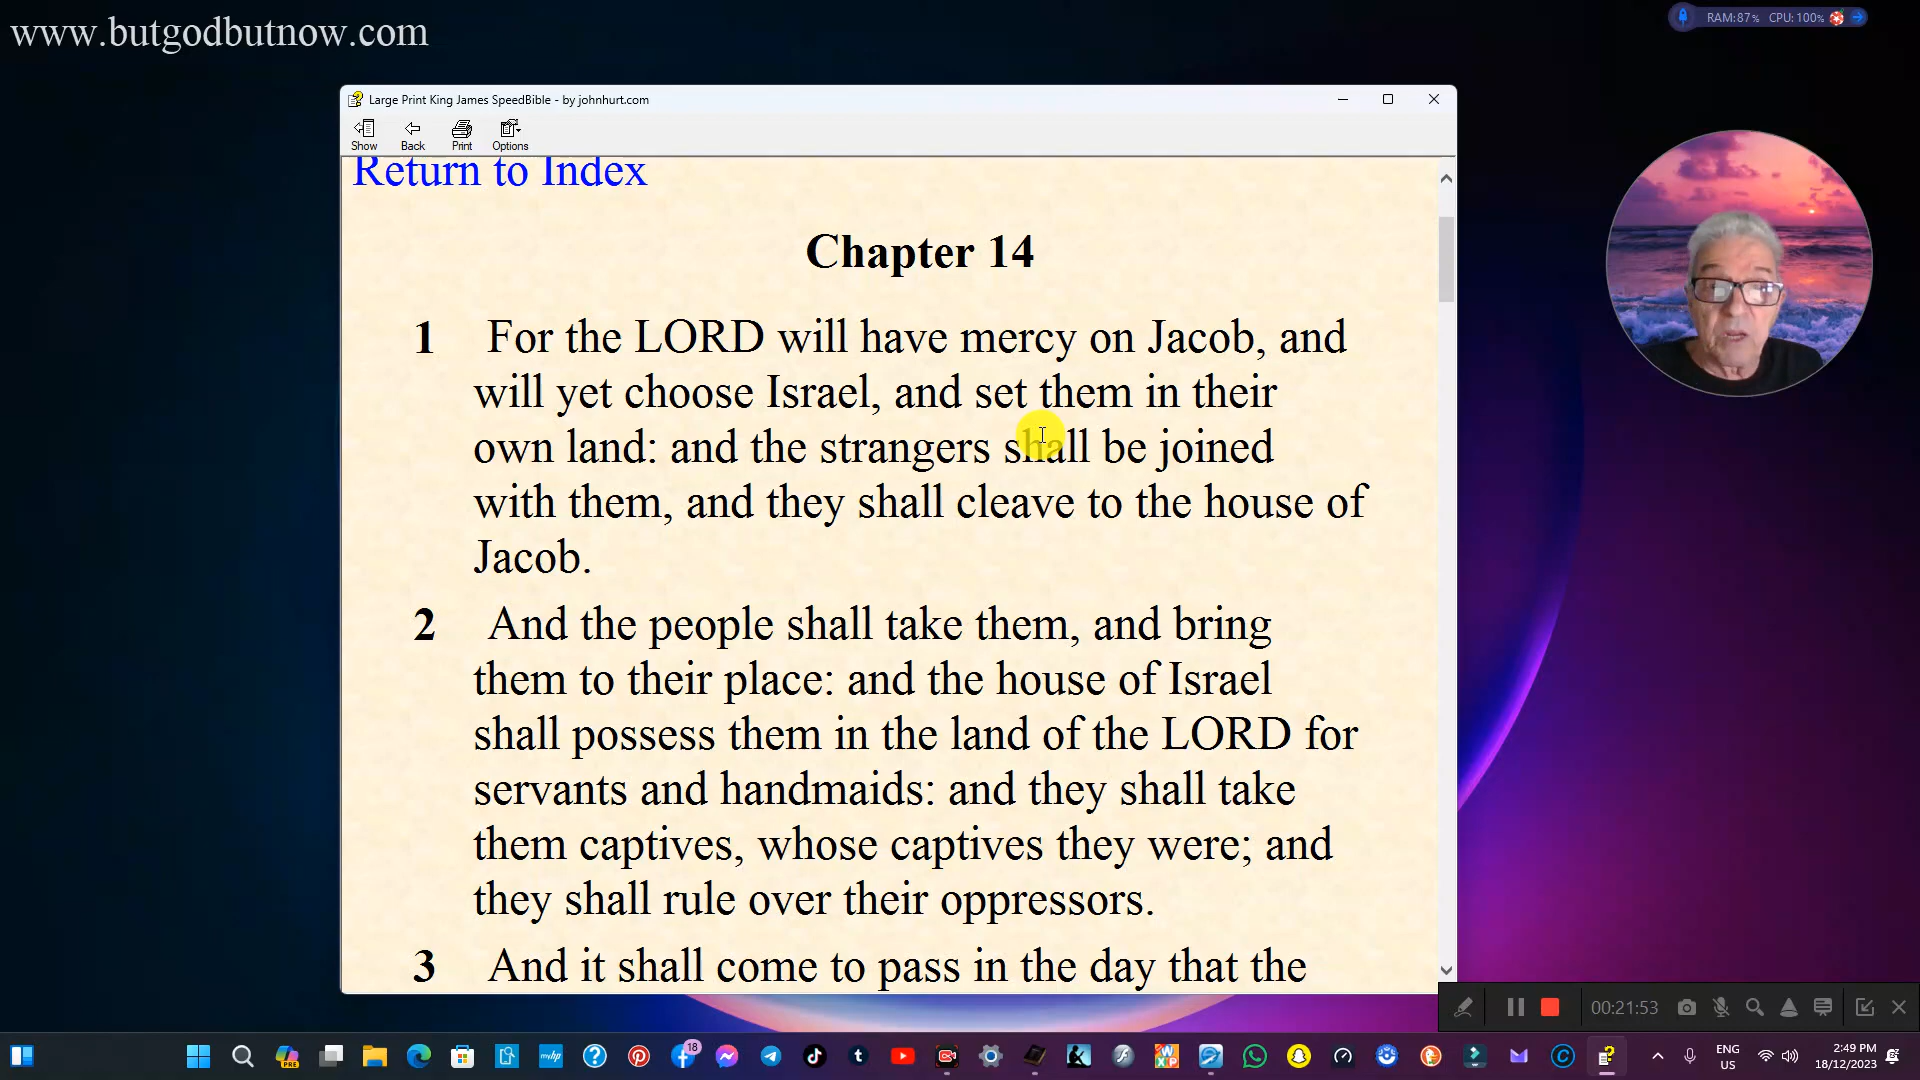 www.butgodbutnow.com
RAM:87% CPU: 100%
Large Print King James SpeedBible - by johnhurt.com
Show Back Print Options
Return to Index
Chapter 14
1 For the LORD will have mercy on Jacob, and
will yet choose Israel, and set them in their
own land: and the strangers shall be joined
with them, and they shall cleave to the house of
Jacob.
2 And the people shall take them, and bring
them to their place: and the house of Israel
shall possess them in the land of the LORD for
servants and handmaids: and they shall take
them captives, whose captives they were; and
they shall rule over their oppressors.
3 And it shall come to pass in the day that the
00:21:53
PRE
myhp
18
ENG
US
2:49 PM
18/12/2023